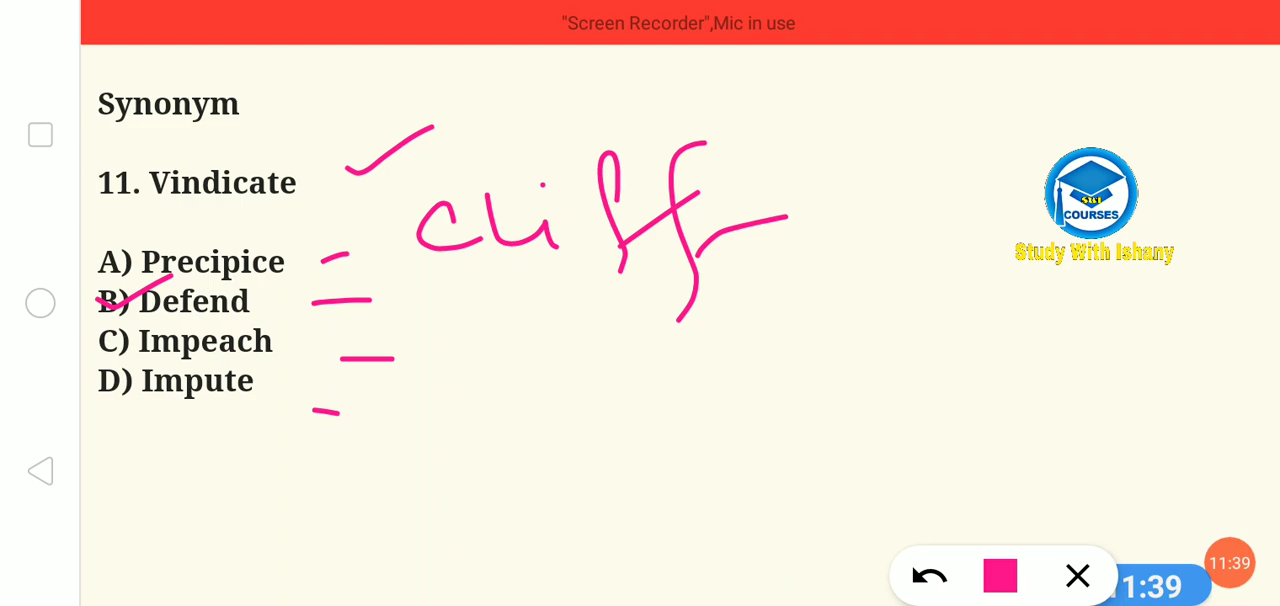 "Screen Recorder",Mic in use
Synonym
11. Vindicate
cliff
A) Precipice
B) Defend
C) Impeach
D) Impute
SWI
COURSES
Study With Ishany
11:39
1:39